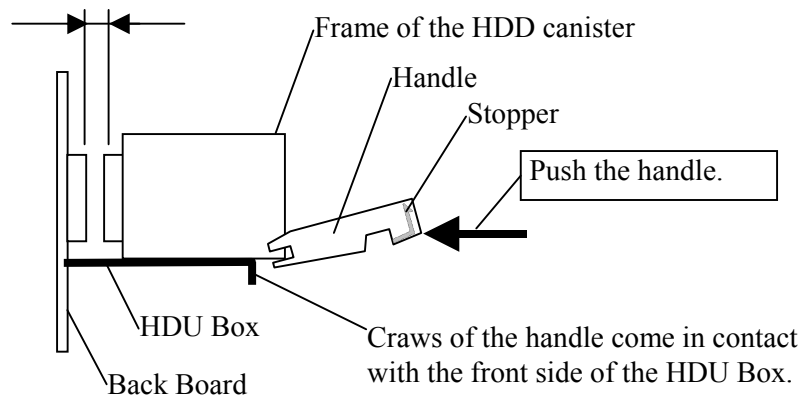 Frame of the HDD canister
Handle
Stopper
Push the handle.
HDU Box
Craws of the handle come in contact
with the front side of the HDU Box.
Back Board